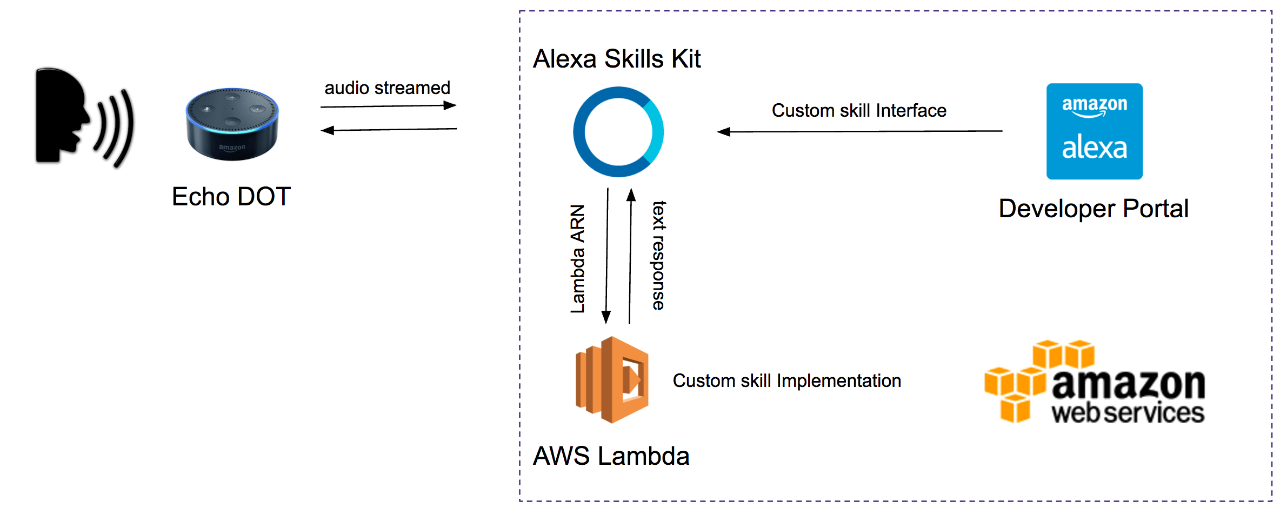 Alexa Skills Kit
audio streamed
Custom skill Interface
amazon
alexa
amazon
Echo DOT
Developer Portal
Lambda ARN
text response
Custom skill Implementation
amazon
web services
AWS Lambda